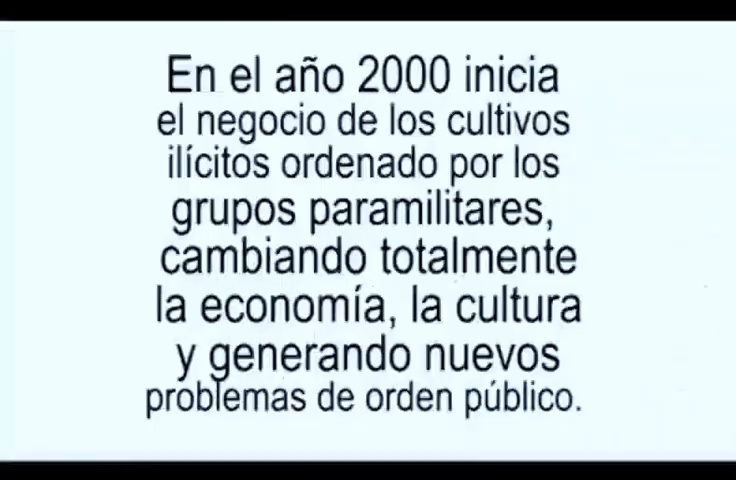 En el año 2000 inicia
el negocio de los cultivos
ilícitos ordenado por los
grupos paramilitares,
cambiando totalmente
la economía, la cultura
y generando nuevos
problemas de orden público.